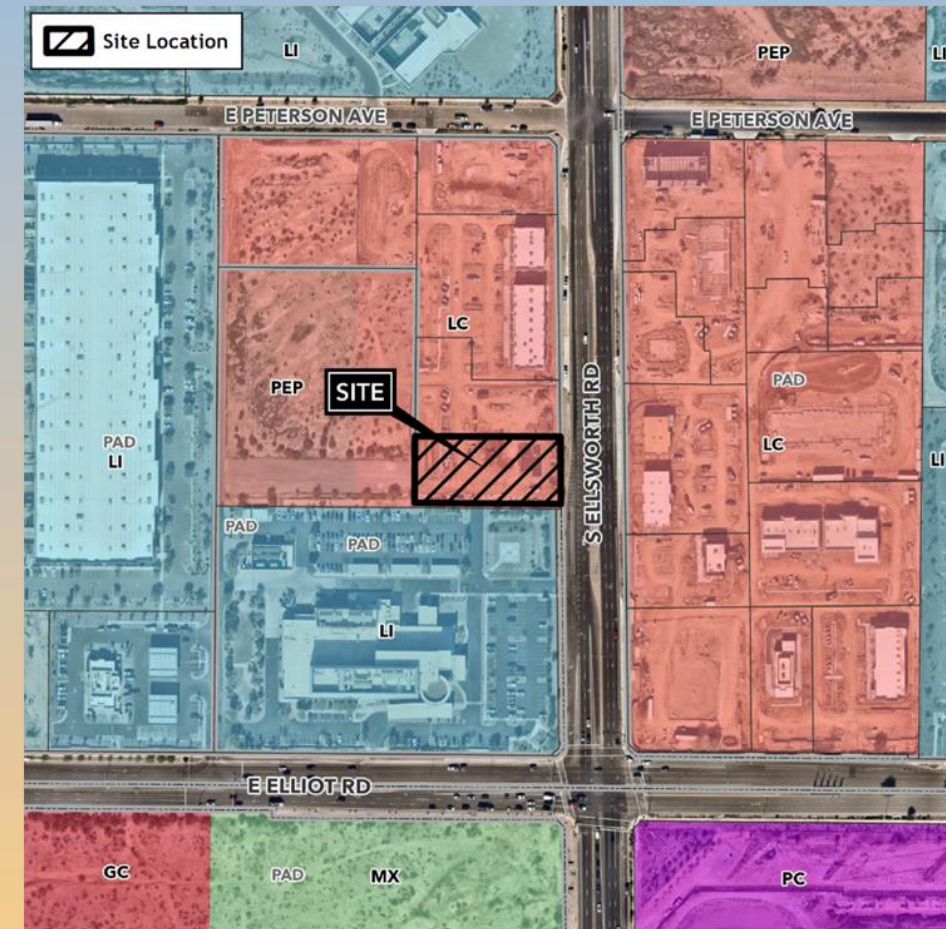 Site Location
LI
PEP
LI
E PETERSON AVE
E PETERSON AVE
LC
PEP
SITE
PAD
LC
PAD
LI
LI
S ELLSWORTH RD
PAD
PAD
LI
E ELLIOT RD
GC
PAD
MX
PC